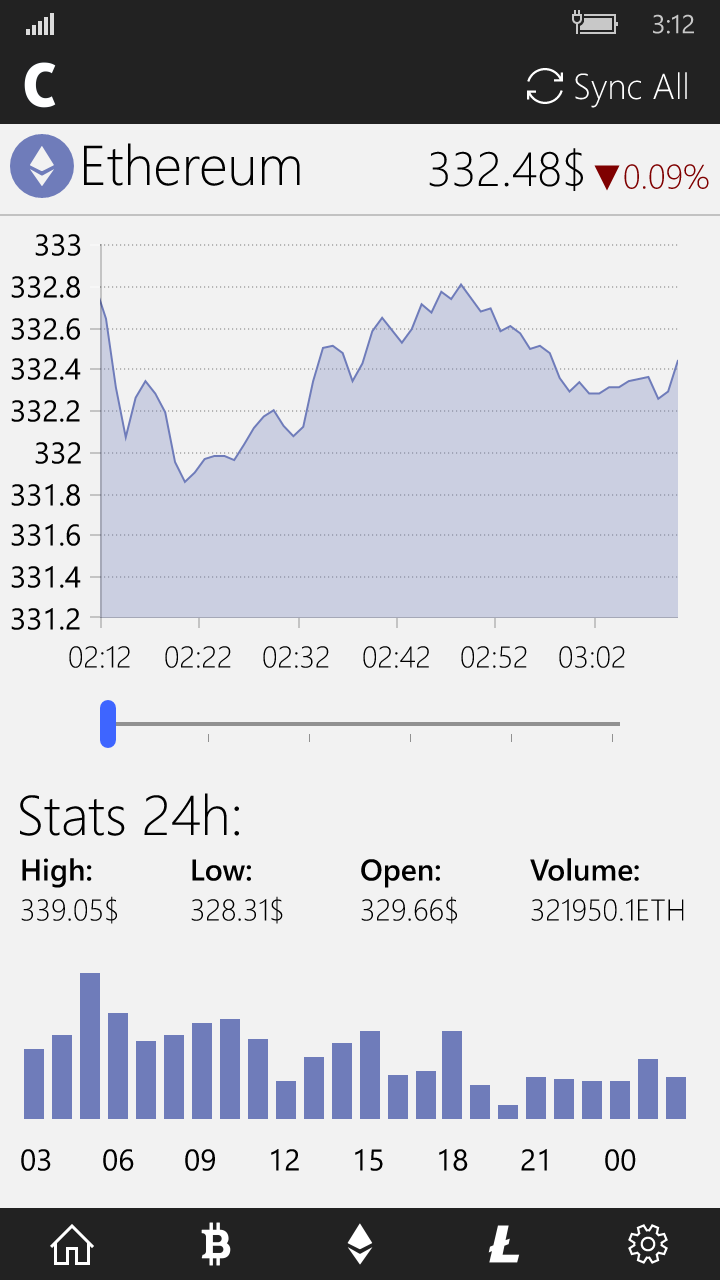 3:12
C Sync All
Ethereum 332.48$ ▼0.09%
333
332.8
332.6
332.4
332.2
332
331.8
331.6
331.4
331.2
02:12 02:22 02:32 02:42 02:52 03:02
Stats 24h:
High: Low: Open: Volume:
339.05$ 328.31$ 329.66$ 321950.1ETH
03 06 09 12 15 18 21 00